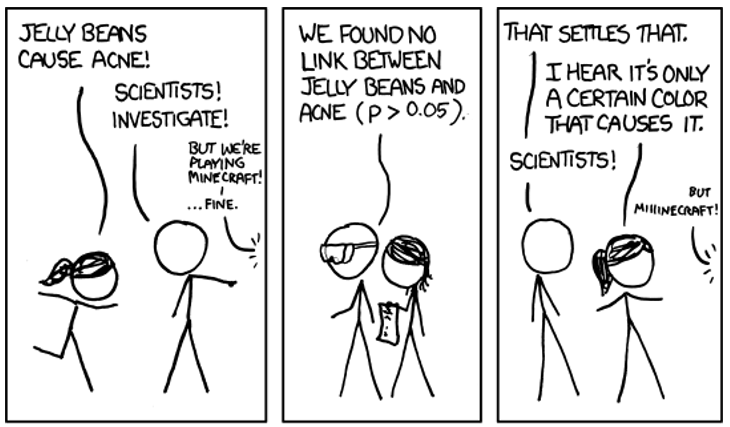 JELLY BEANS
CAUSE ACNE!
SCIENTISTS!
INVESTIGATE!
BUT WE'RE
PLAYING
MINECRAFT!
...FINE.
WE FOUND NO
LINK BETWEEN
JELLY BEANS AND
ACNE (P > 0.05).
THAT SETTLES THAT.
I HEAR IT'S ONLY
A CERTAIN COLOR
THAT CAUSES IT.
SCIENTISTS!
BUT
MIIIINECRAFT!